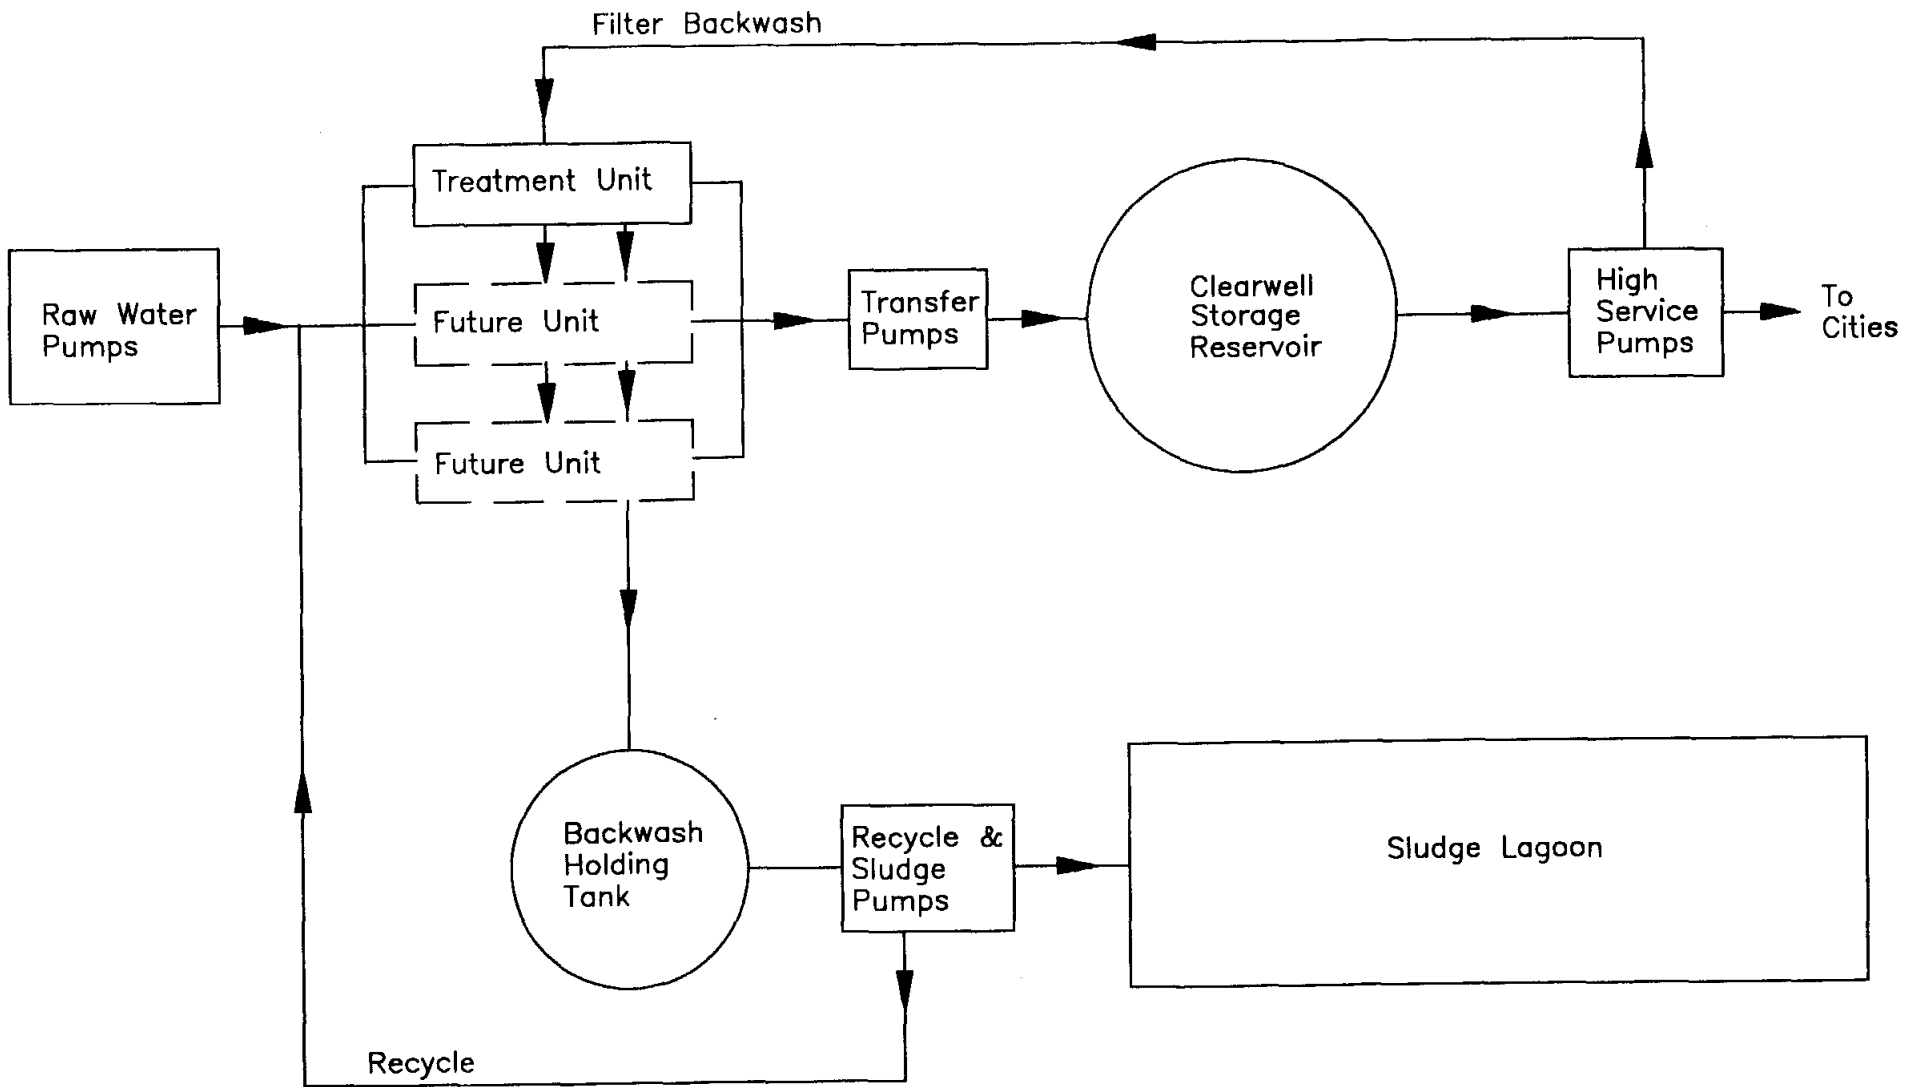 Filter Backwash
Treatment Unit
Raw Water
Pumps
Future Unit
Future Unit
Transfer
Pumps
Clearwell
Storage
Reservoir
High
Service
Pumps
To
Cities
Backwash
Holding
Tank
Recycle &
Sludge
Pumps
Sludge Lagoon
Recycle